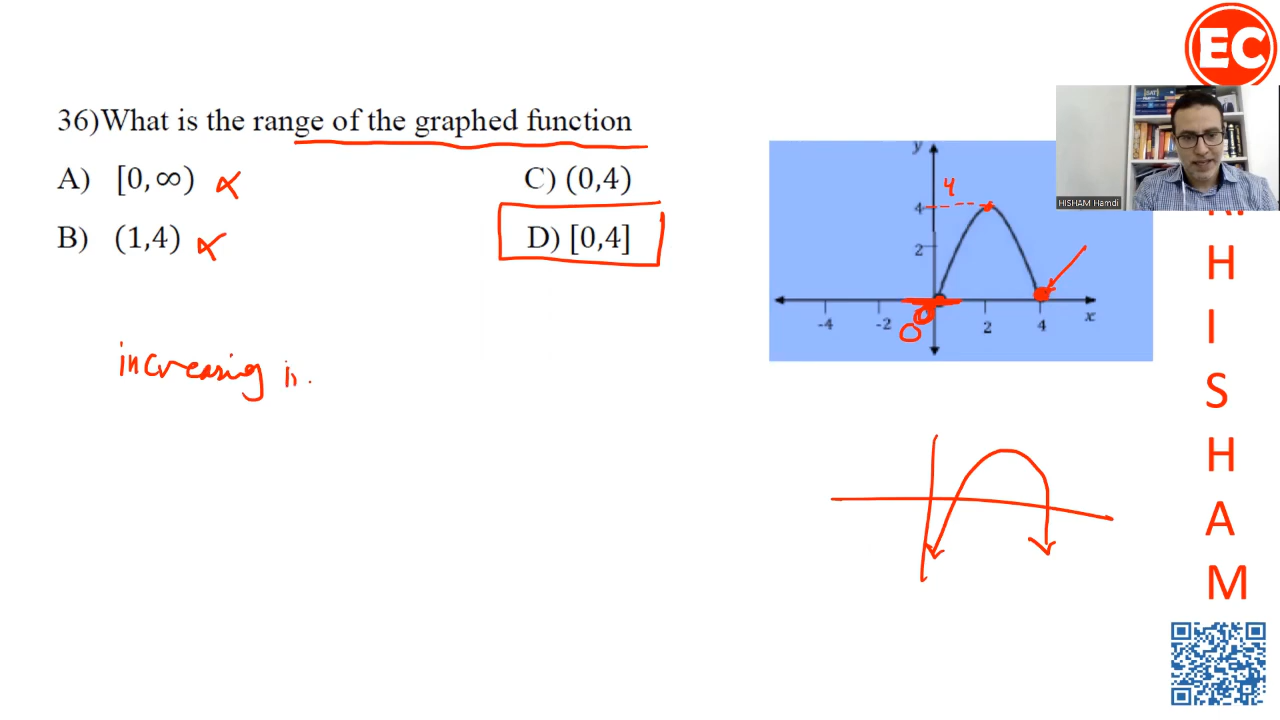 EC
36)What is the range of the graphed function
A) [0,∞)
C) (0,4)
B) (1,4)
D) [0,4]
increasing
y
4
4
2
0
-4
-2
2
4
x
HISHAM Hamdi
H
I
S
H
A
M